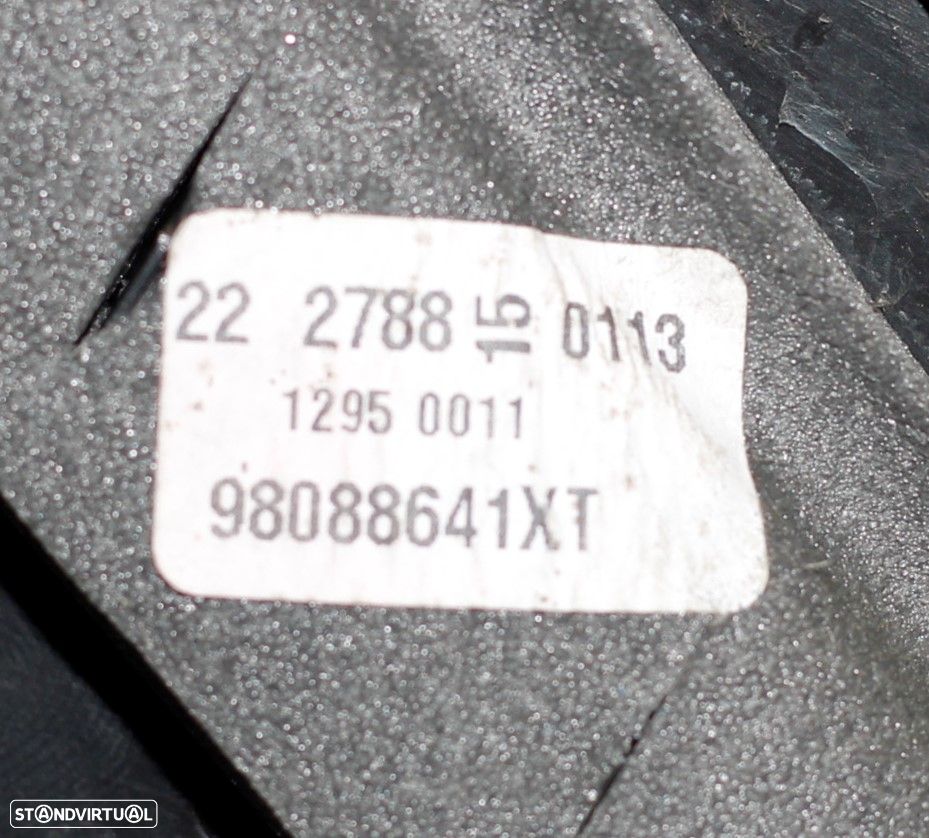 22 2788 15 0113
1295 0011
98088641XT
STANDVIRTUAL